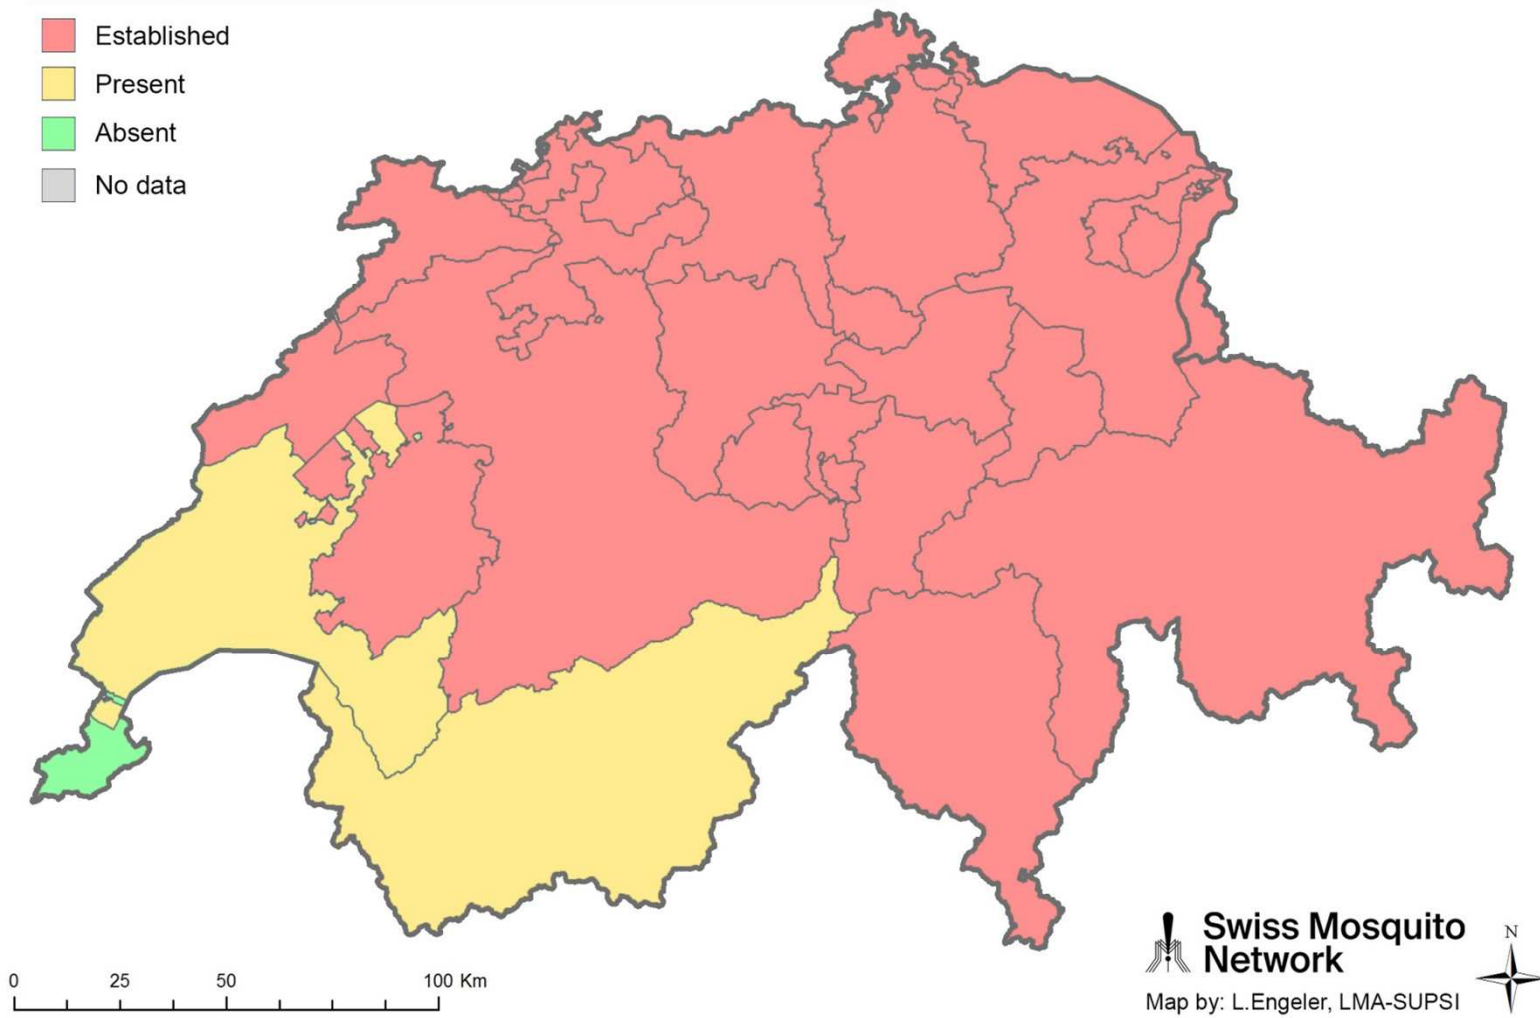 Established
Present
Absent
No data
0 25 50 100 Km
Swiss Mosquito
Network
N
Map by: L.Engeler, LMA-SUPSI